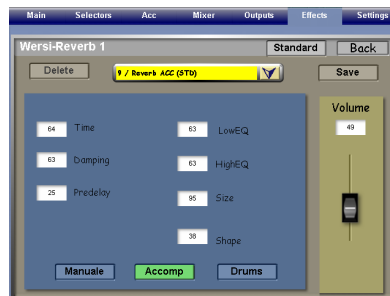 Main Selectors Acc Mixer Outputs Effects Settings
Wersi-Reverb 1 Standard Back
Delete 9 / Reverb ACC (STD) Save
Volume
49
64 Time 63 LowEQ
63 Damping 63 HighEQ
25 Predelay 95 Size
38 Shape
Manuale Accomp Drums